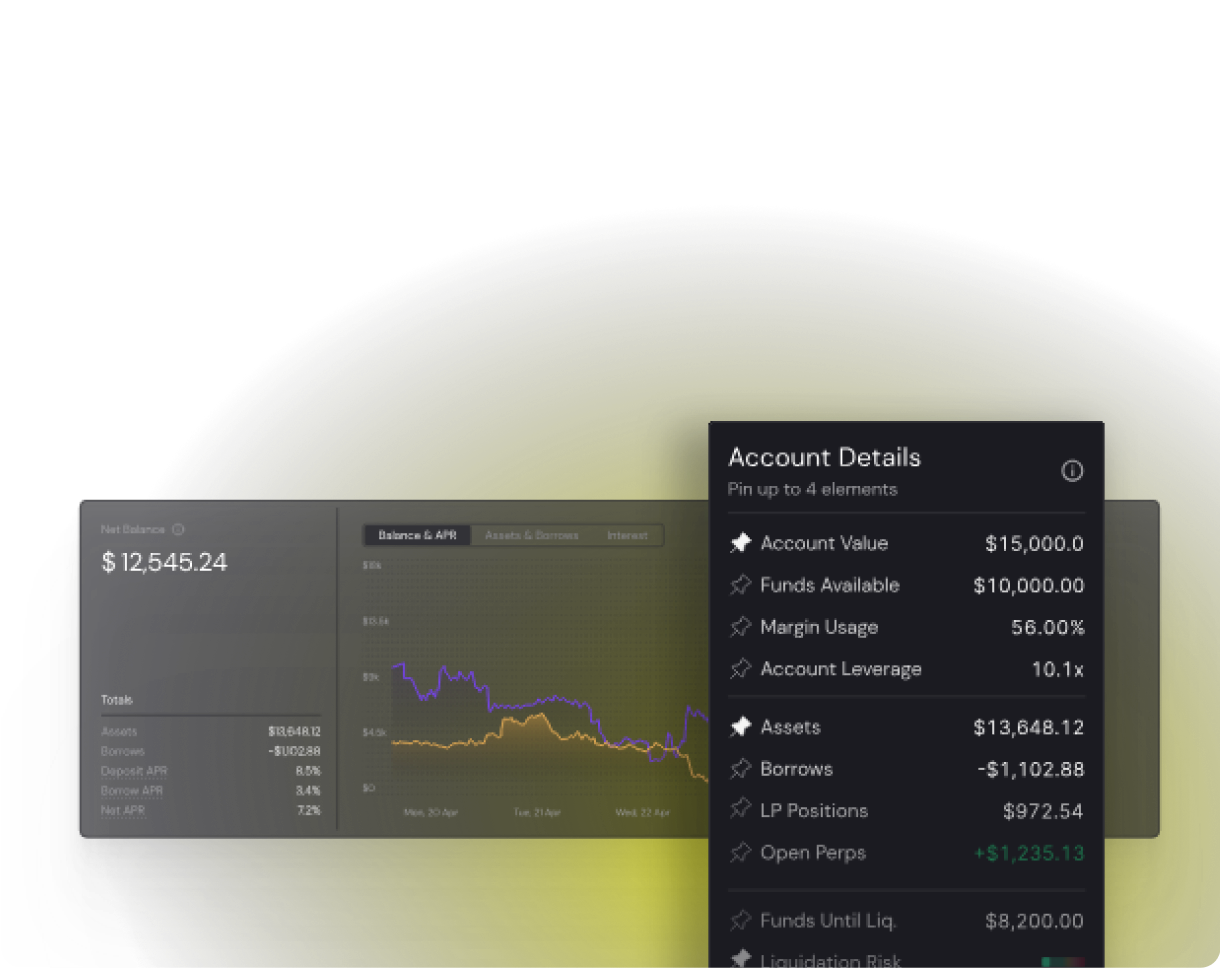 Net Balance
$ 12,545.24
Totals
Assets $13,648.12
Borrows -$1,102.88
Deposit APR 8.5%
Borrow APR 3.4%
Net APR 7.2%
Balance & APR Assets & Borrows Interest
$18k
$13.5k
$9k
$4.5k
$0
Mon, 20 Apr Tue, 21 Apr Wed, 22 Apr
Account Details
Pin up to 4 elements
Account Value $15,000.0
Funds Available $10,000.00
Margin Usage 56.00%
Account Leverage 10.1x
Assets $13,648.12
Borrows -$1,102.88
LP Positions $972.54
Open Perps +$1,235.13
Funds Until Liq. $8,200.00
Liquidation Risk